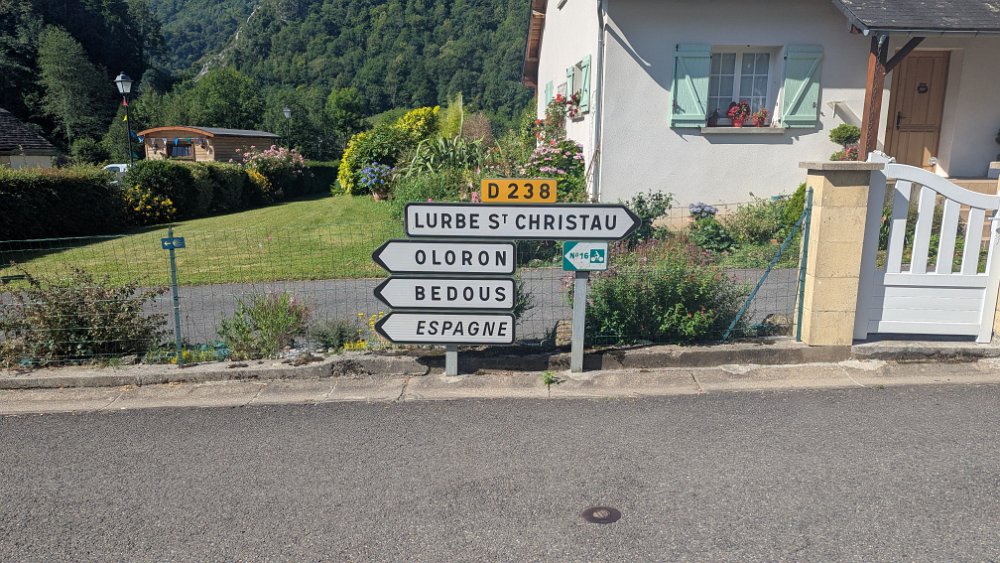 D 238
LURBE ST CHRISTAU
OLORON
N°16
BEDOUS
ESPAGNE